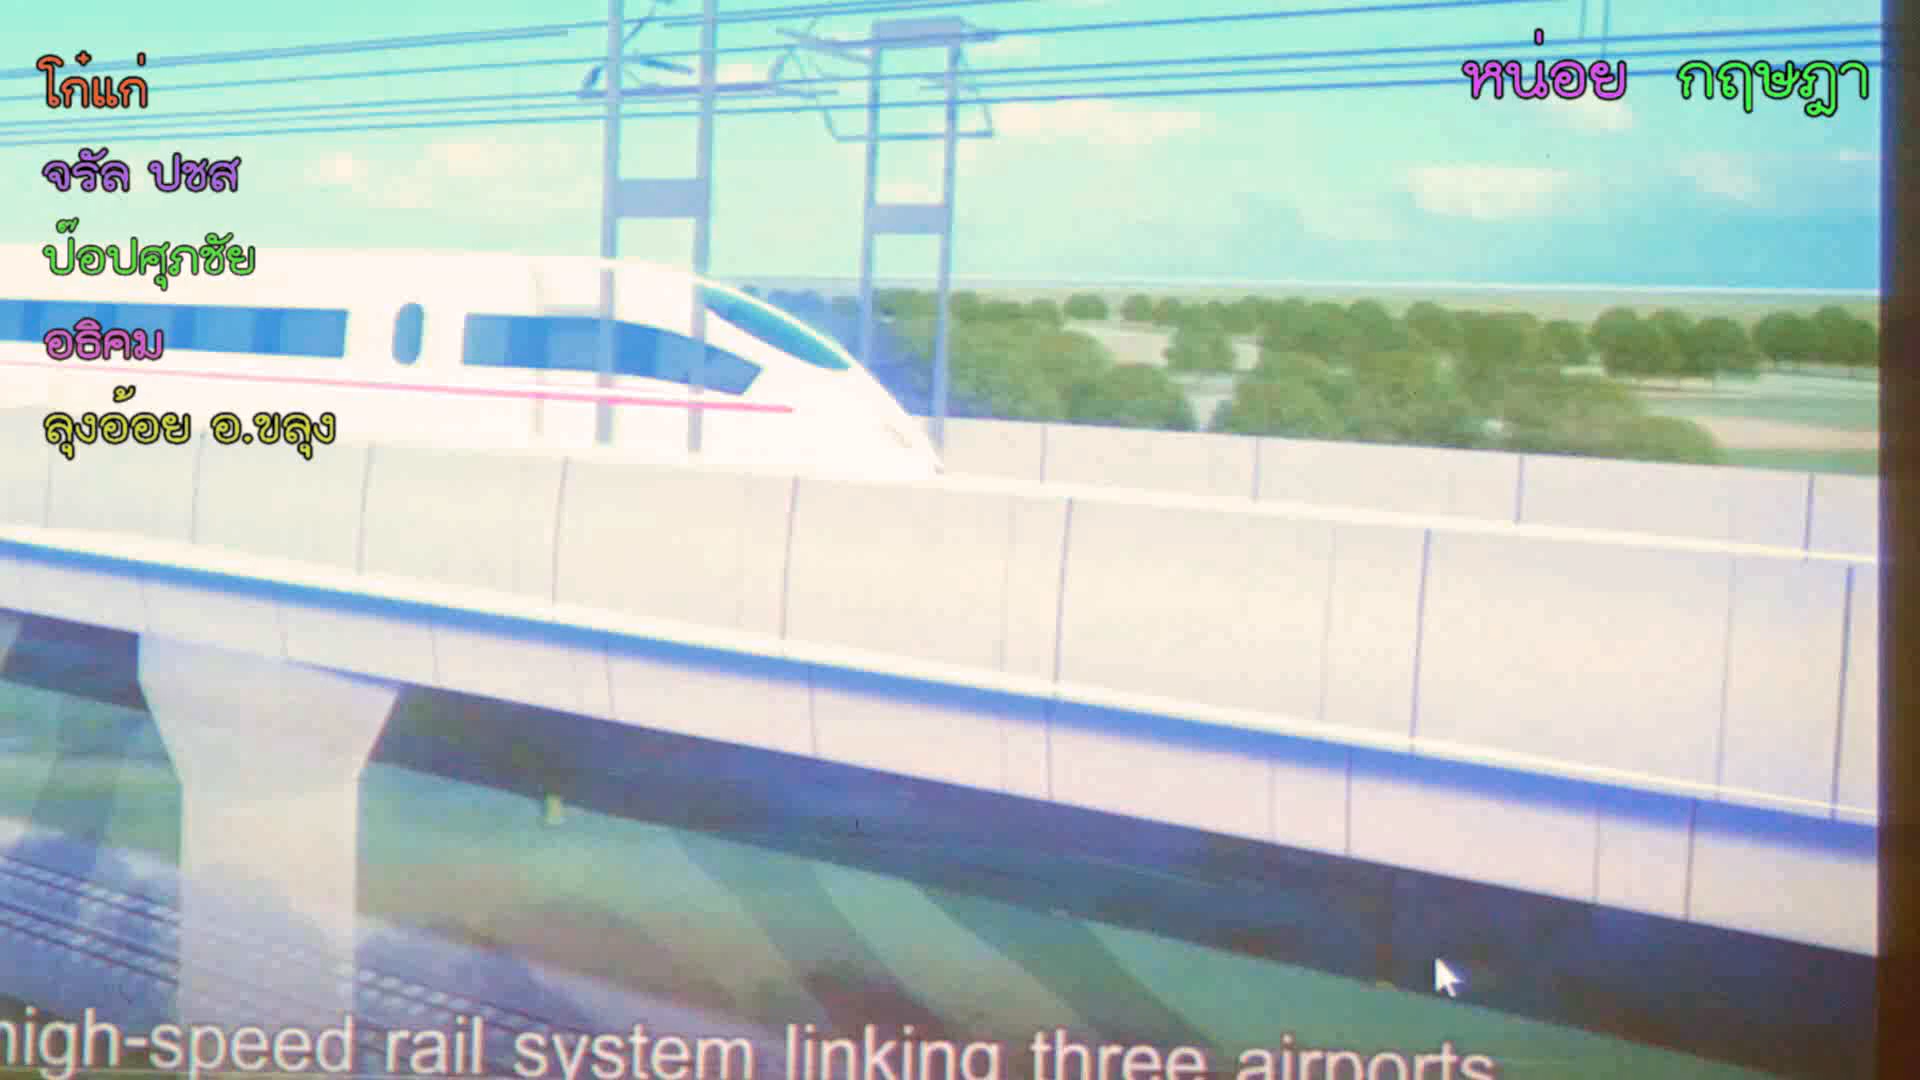 โก๋แก่
หน่อย กฤษฎา
จรัล ปชส
ป๊อปศุภชัย
อธิคม
ลุงอ้อย อ.ขลุง
high-speed rail system linking three airports